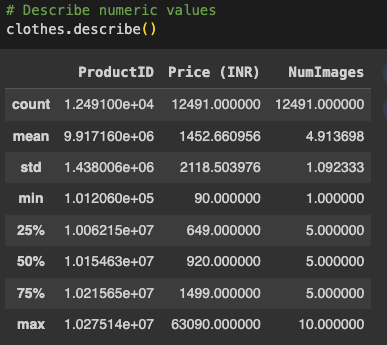 # Describe numeric values
clothes.describe()
ProductID Price (INR) NumImages
count 1.249100e+04 12491.000000 12491.000000
mean 9.917160e+06 1452.660956 4.913698
std 1.438006e+06 2118.503976 1.092333
min 1.012060e+05 90.000000 1.000000
25% 1.006215e+07 649.000000 5.000000
50% 1.015463e+07 920.000000 5.000000
75% 1.021565e+07 1499.000000 5.000000
max 1.027514e+07 63090.000000 10.000000